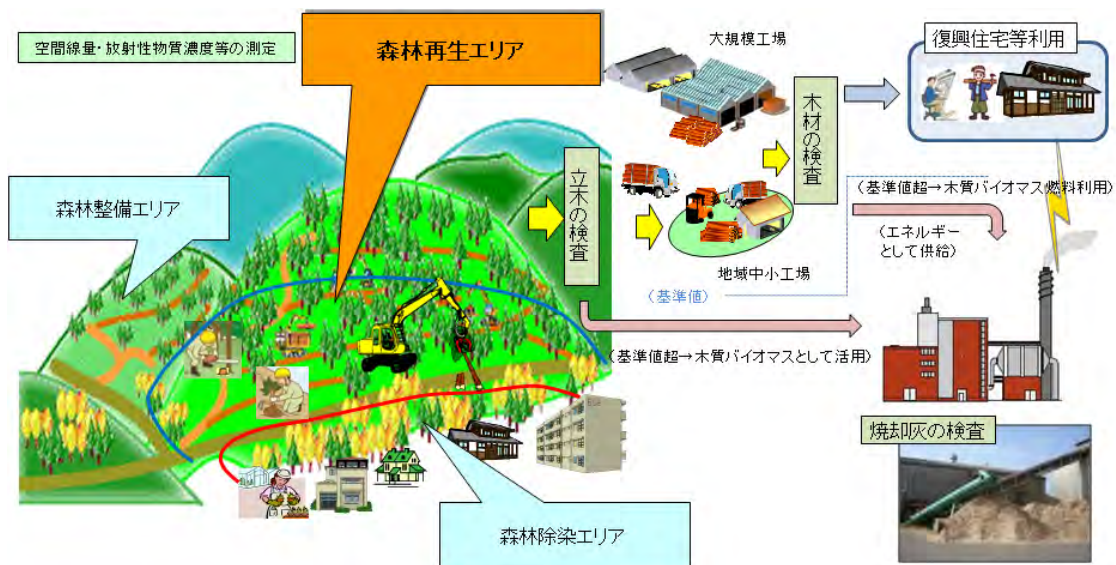 空間線量・放射性物質濃度等の測定
森林再生エリア
大規模工場
復興住宅等利用
木材の検査
立木の検査
森林整備エリア
(基準値超→木質バイオマス燃料利用)
(エネルギー
として供給)
地域中小工場
(基準値)
(基準値超→木質バイオマスとして活用)
焼却灰の検査
森林除染エリア